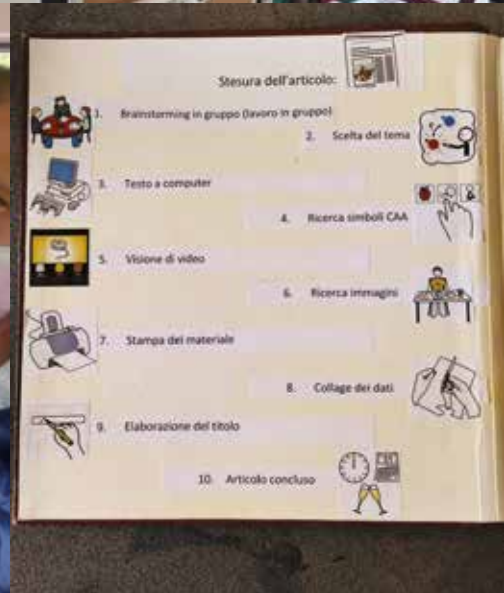 Stesura dell'articolo:
1. Brainstorming in gruppo (lavoro in gruppo)
2. Scelta del tema
3. Testo a computer
4. Ricerca simboli CAA
5. Visione di video
6. Ricerca immagini
7. Stampa del materiale
8. Collage dei dati
9. Elaborazione del titolo
10. Articolo concluso